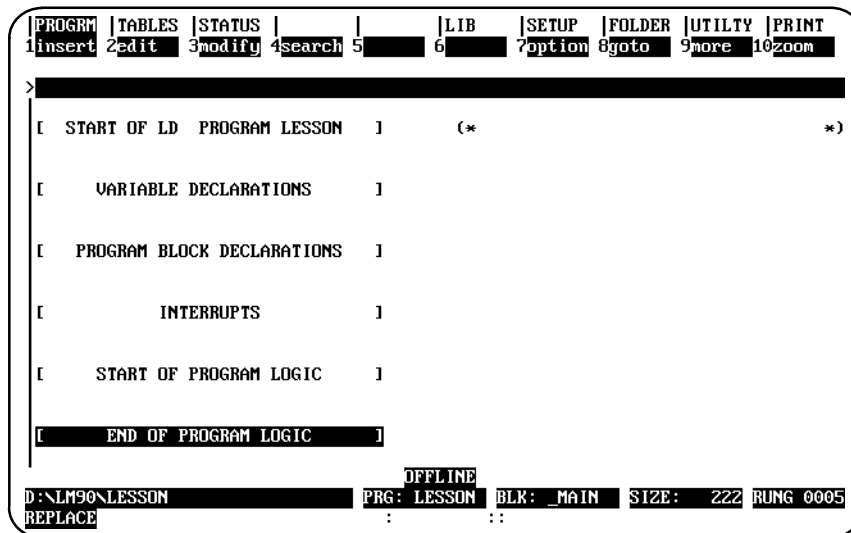 |PROGRM |TABLES |STATUS | | |LIB |SETUP |FOLDER |UTILTY |PRINT
1insert 2edit 3modify 4search 5 6 7option 8goto 9more 10zoom
>
[ START OF LD PROGRAM LESSON ] (* *)
[ VARIABLE DECLARATIONS ]
[ PROGRAM BLOCK DECLARATIONS ]
[ INTERRUPTS ]
[ START OF PROGRAM LOGIC ]
[ END OF PROGRAM LOGIC ]
OFFLINE
D:\LM90\LESSON PRG: LESSON BLK: _MAIN SIZE: 222 RUNG 0005
REPLACE : ::